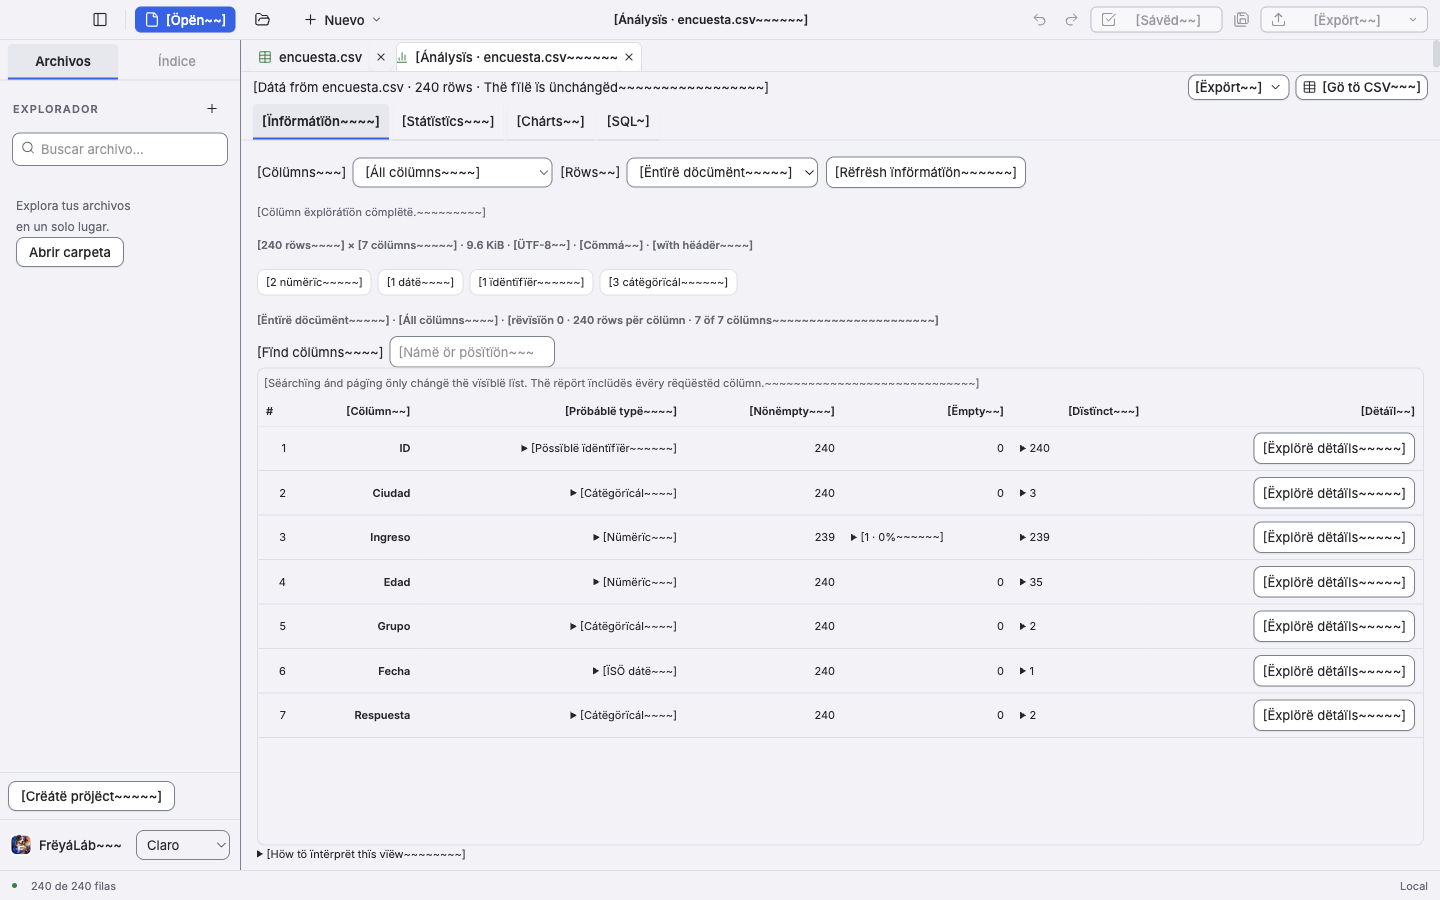 [Öpën~~] Nuevo [Ánálysïs · encuesta.csv~~~~~~] [Sávëd~~] [Ëxpört~~]
Archivos Índice
EXPLORADOR
Buscar archivo...
Explora tus archivos
en un solo lugar.
Abrir carpeta
[Crëátë pröjëct~~~~~]
FrëyáLáb~~~ Claro
encuesta.csv [Ánálysïs · encuesta.csv~~~~~~
[Dátá fröm encuesta.csv · 240 röws · Thë fïlë ïs ünchángëd~~~~~~~~~~~~~~~~~] [Ëxpört~~] [Gö tö CSV~~~]
[Ïnförmátïön~~~~] [Státïstïcs~~~] [Chárts~~] [SQL~]
[Cölümns~~~] [Áll cölümns~~~~] [Röws~~] [Ëntïrë döcümënt~~~~~] [Rëfrësh ïnförmátïön~~~~~~]
[Cölümn ëxplörátïön cömplëtë.~~~~~~~~~]
[240 röws~~~~] × [7 cölümns~~~~~] · 9.6 KiB · [ÜTF-8~~] · [Cömmá~~] · [wïth hëádër~~~~]
[2 nümërïc~~~~~] [1 dátë~~~~] [1 ïdëntïfïër~~~~~~] [3 cátëgörïcál~~~~~~]
[Ëntïrë döcümënt~~~~~] · [Áll cölümns~~~~] · [rëvïsïön 0 · 240 röws për cölümn · 7 öf 7 cölümns~~~~~~~~~~~~~~~~~~~~~~]
[Fïnd cölümns~~~~] [Námë ör pösïtïön~~~
[Sëárchïng ánd págïng önly chángë thë vïsïblë lïst. Thë rëpört ïnclüdës ëvëry rëqüëstëd cölümn.~~~~~~~~~~~~~~~~~~~~~~~~~~~~~]
# [Cölümn~~] [Pröbáblë typë~~~~] [Nönëmpty~~~] [Ëmpty~~] [Dïstïnct~~~] [Dëtáïl~~]
1 ID [Pössïblë ïdëntïfïër~~~~~~] 240 0 240 [Ëxplörë dëtáïls~~~~~]
2 Ciudad [Cátëgörïcál~~~~] 240 0 3 [Ëxplörë dëtáïls~~~~~]
3 Ingreso [Nümërïc~~~] 239 [1 · 0%~~~~~~] 239 [Ëxplörë dëtáïls~~~~~]
4 Edad [Nümërïc~~~] 240 0 35 [Ëxplörë dëtáïls~~~~~]
5 Grupo [Cátëgörïcál~~~~] 240 0 2 [Ëxplörë dëtáïls~~~~~]
6 Fecha [ÏSÖ dátë~~~] 240 0 1 [Ëxplörë dëtáïls~~~~~]
7 Respuesta [Cátëgörïcál~~~~] 240 0 2 [Ëxplörë dëtáïls~~~~~]
[Höw tö ïntërprët thïs vïëw~~~~~~~~]
240 de 240 filas Local